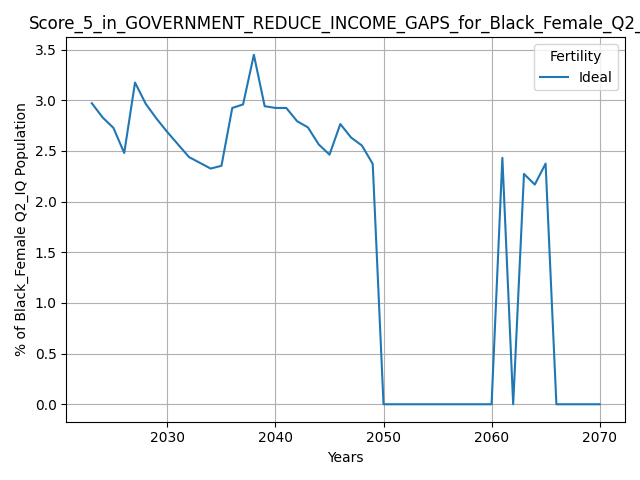 Score_5_in_GOVERNMENT_REDUCE_INCOME_GAPS_for_Black_Female_Q2_
3.5
3.0
2.5
2.0
1.5
1.0
0.5
0.0
% of Black_Female Q2_IQ Population
Fertility
Ideal
2030 2040 2050 2060 2070
Years